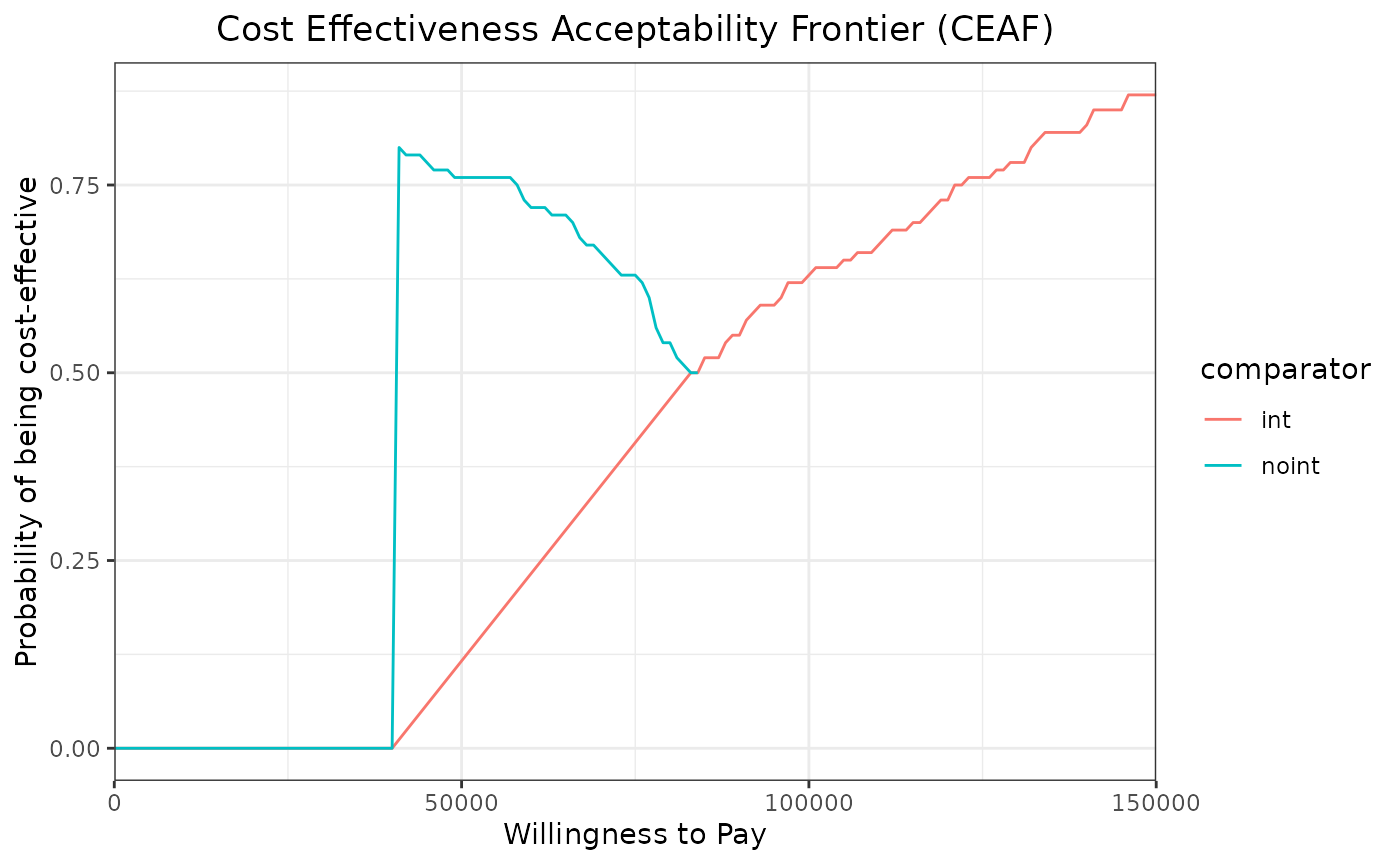 Cost Effectiveness Acceptability Frontier (CEAF)
Probability of being cost-effective
0.75
0.50
0.25
0.00
0
50000
100000
150000
Willingness to Pay
comparator
int
noint